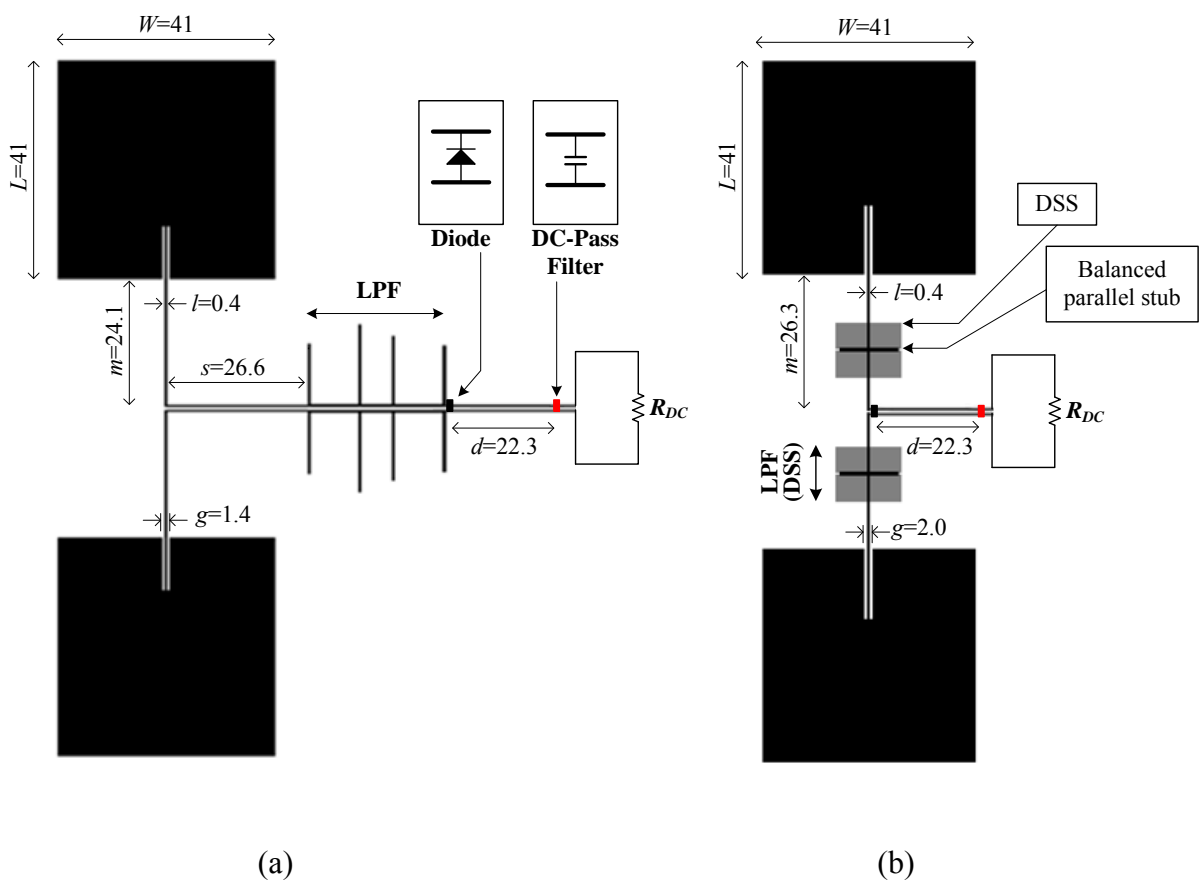 W=41
L=41
Diode
DC-Pass
Filter
LPF
l=0.4
m=24.1
s=26.6
d=22.3
R_DC
g=1.4
(a)
W=41
L=41
DSS
Balanced
parallel stub
l=0.4
m=26.3
R_DC
d=22.3
LPF
(DSS)
g=2.0
(b)